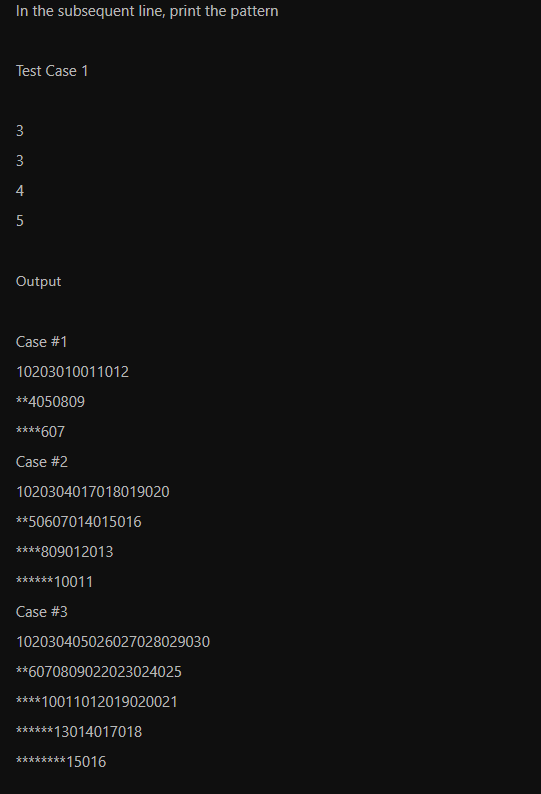 In the subsequent line, print the pattern
Test Case 1
3
3
4
5
Output
Case #1
10203010011012
**4050809
****607
Case #2
1020304017018019020
**50607014015016
****809012013
******10011
Case #3
102030405026027028029030
**6070809022023024025
****10011012019020021
******13014017018
********15016